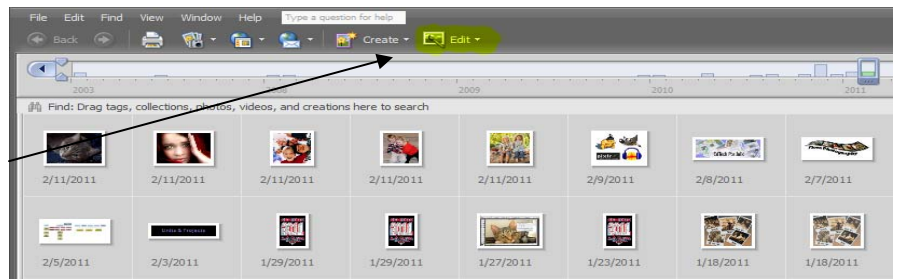 File Edit Find View Window Help Type a question for help
Back Create Edit
2003 2009 2010 2011
Find: Drag tags, collections, photos, videos, and creations here to search
2/11/2011 2/11/2011 2/11/2011 2/11/2011 2/11/2011 2/9/2011 2/8/2011 2/7/2011
2/5/2011 2/3/2011 1/29/2011 1/29/2011 1/27/2011 1/23/2011 1/18/2011 1/18/2011